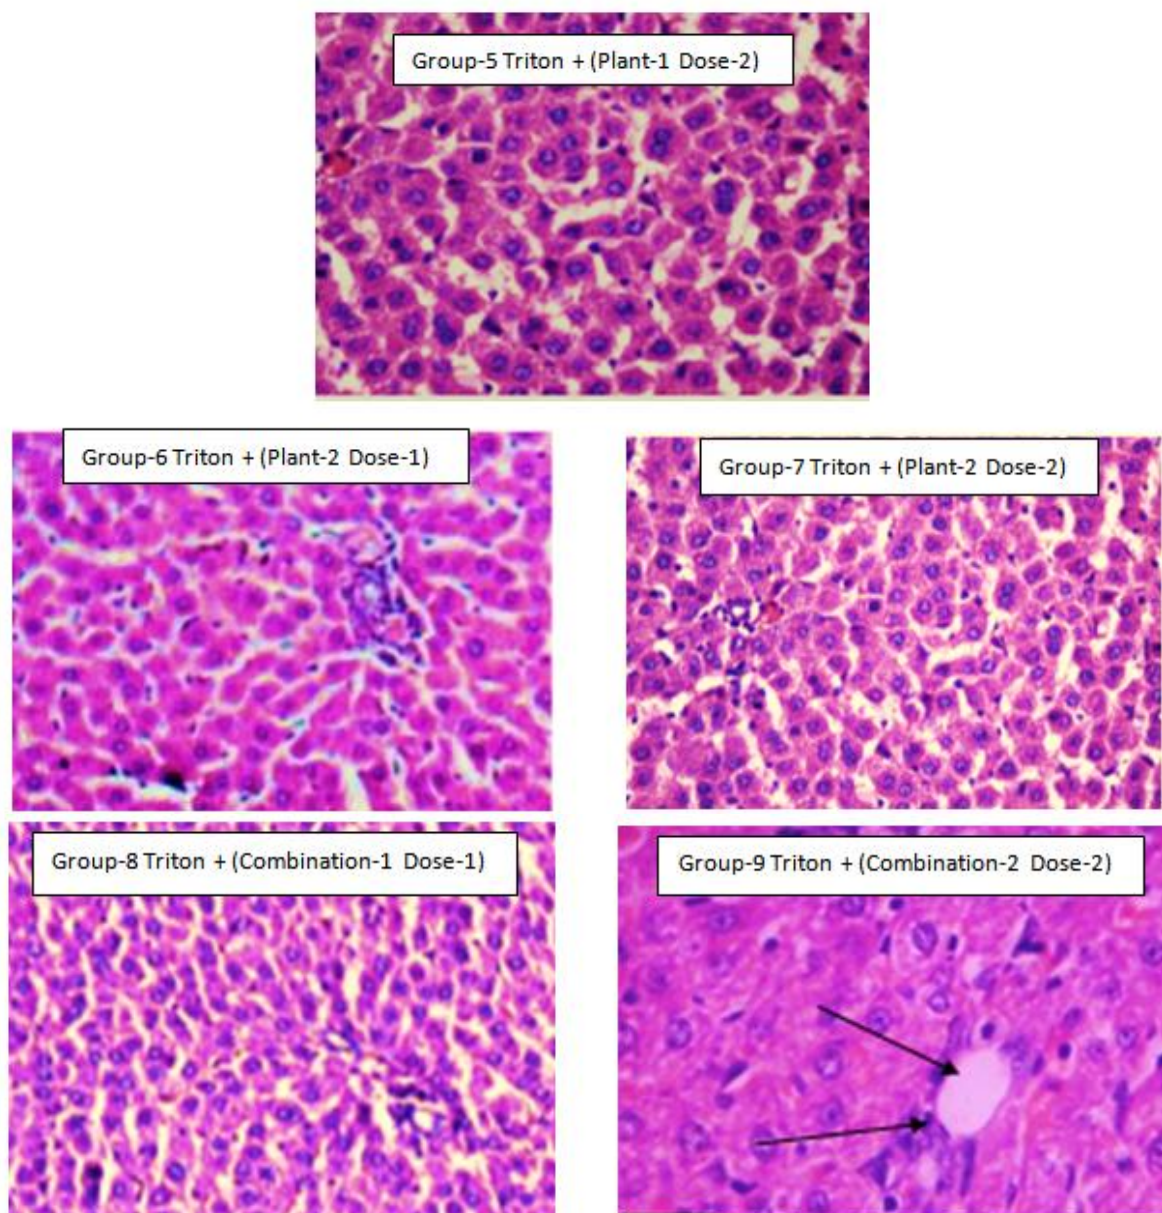 Group-5 Triton + (Plant-1 Dose-2)
Group-6 Triton + (Plant-2 Dose-1)
Group-7 Triton + (Plant-2 Dose-2)
Group-8 Triton + (Combination-1 Dose-1)
Group-9 Triton + (Combination-2 Dose-2)